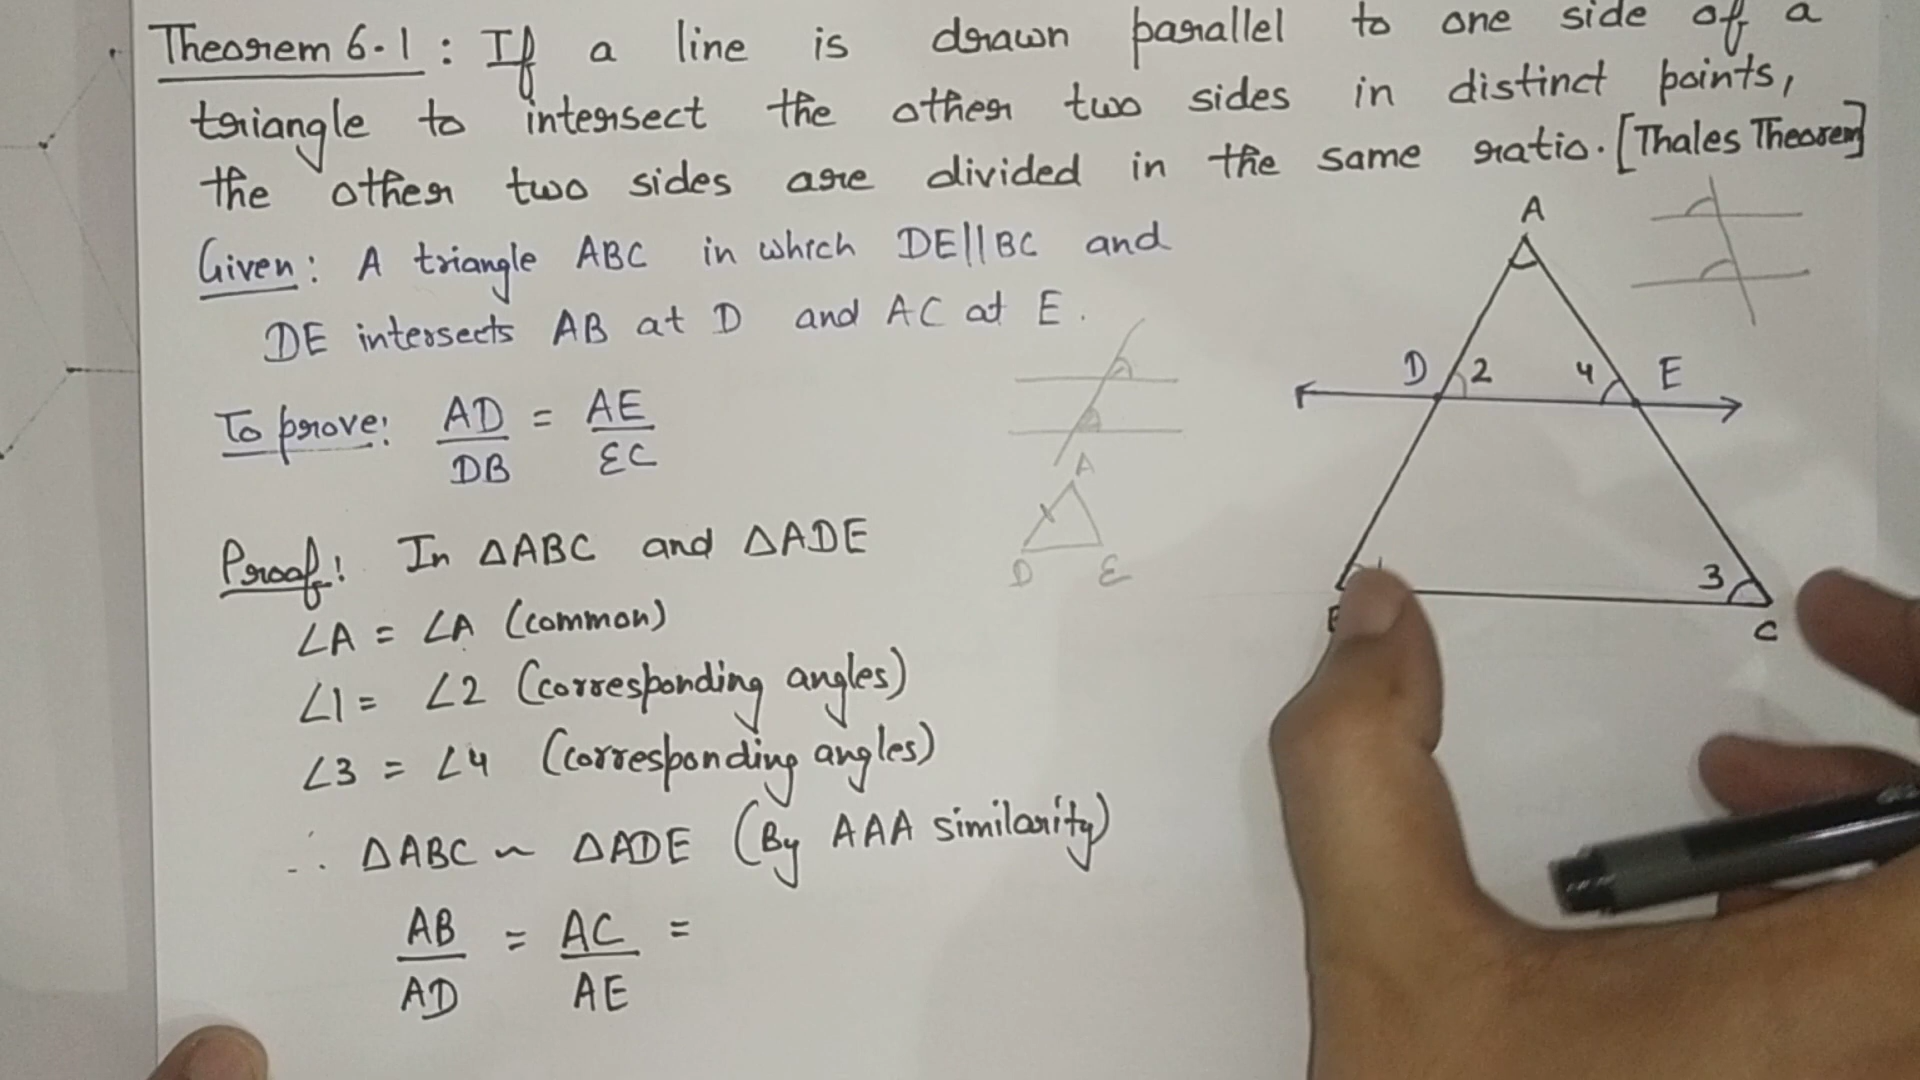 Theorem 6.1 : If a line is drawn parallel to one side of a
triangle to intersect the other two sides in distinct points,
the other two sides are divided in the same ratio. [Thales Theorem]
Given: A triangle ABC in which DE||BC and
DE intersects AB at D and AC at E.
To prove: AD/DB = AE/EC
Proof: In △ABC and △ADE
∠A = ∠A (common)
∠1 = ∠2 (corresponding angles)
∠3 = ∠4 (corresponding angles)
∴ △ABC ~ △ADE (By AAA similarity)
AB/AD = AC/AE =
A
D 2 4 E
3
C
A
D E